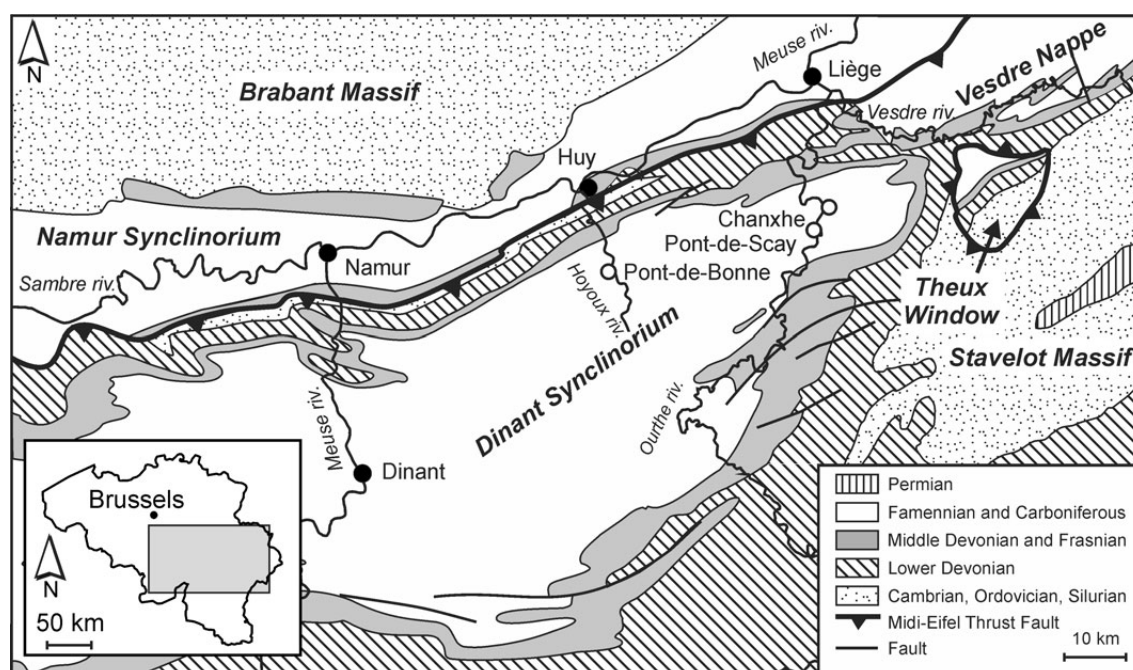 N
Brabant Massif
Meuse riv.
Liège
Vesdre Nappe
Vesdre riv.
Huy
Namur Synclinorium
Namur
Sambre riv.
Chanxhe
Pont-de-Scay
Pont-de-Bonne
Hoyoux riv.
Theux
Window
Stavelot Massif
Dinant Synclinorium
Ourthe riv.
Meuse riv.
Dinant
Brussels
N
50 km
Permian
Famennian and Carboniferous
Middle Devonian and Frasnian
Lower Devonian
Cambrian, Ordovician, Silurian
Midi-Eifel Thrust Fault
Fault
10 km